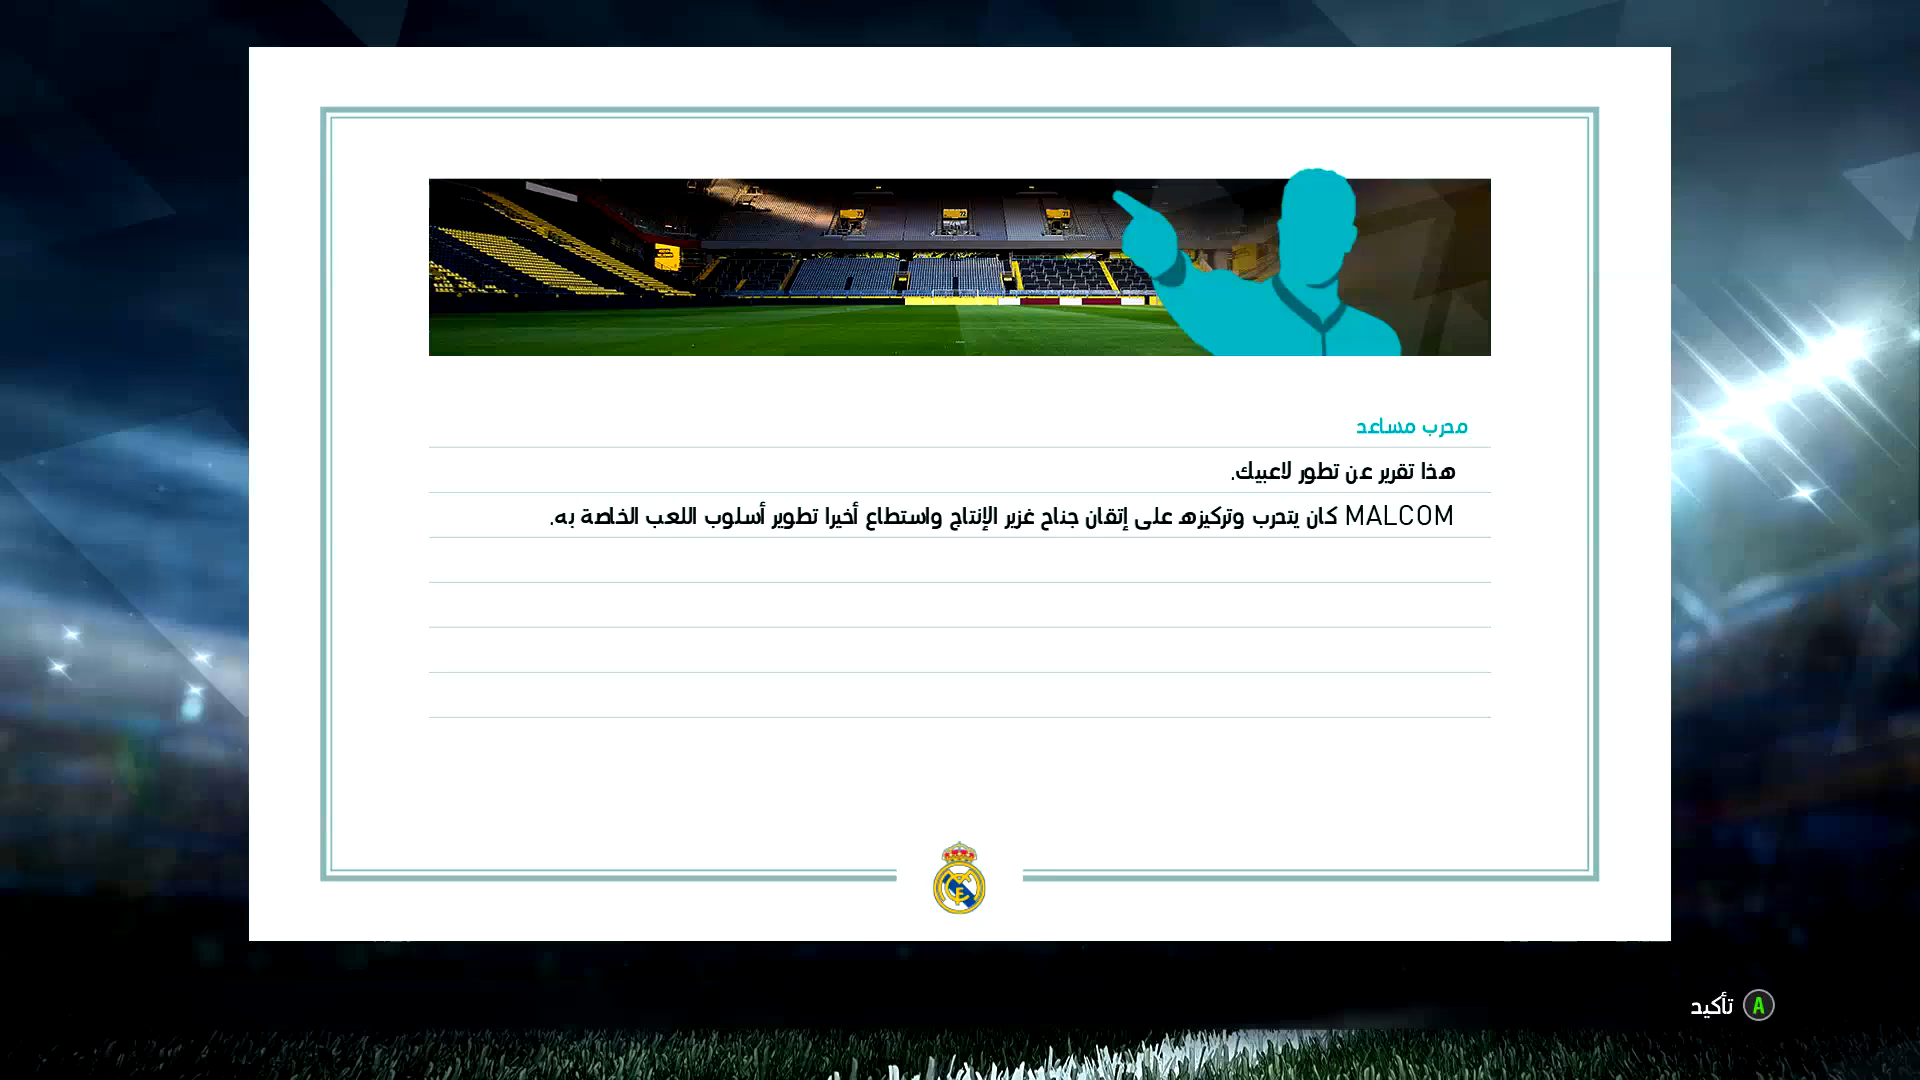 مدرب مساعد
هذا تقرير عن تطور لاعبيك.
MALCOM كان يتدرب وتركيزه على إتقان جناح غزير الإنتاج واستطاع أخيرا تطوير أسلوب اللعب الخاصة به.
A تأكيد